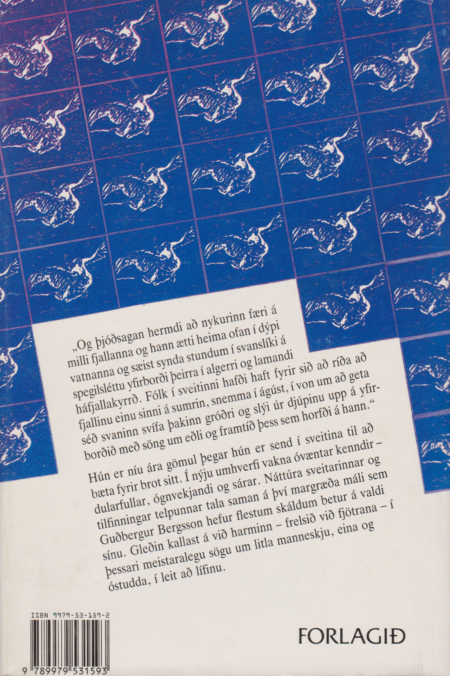 „Og þjóðsagan hermdi að nykurinn færi á
milli fjallanna og hann ætti heima ofan í dýpi
vatnanna og sæist synda stundum í svanslíki á
spegilsléttu yfirborði þeirra í algerri og lamandi
háfjallakyrrð. Fólk í sveitinni hafði haft fyrir sið að ríða að
fjallinu einu sinni á sumrin, snemma í ágúst, í von um að geta
séð svaninn svífa þakinn gróðri og slýi úr djúpinu upp á yfir-
borðið með söng um eðli og framtíð þess sem horfði á hann.“
Hún er níu ára gömul þegar hún er send í sveitina til að
bæta fyrir brot sitt. Í nýju umhverfi vakna óvæntar kenndir –
dularfullar, ógnvekjandi og sárar. Náttúra sveitarinnar og
tilfinningar telpunnar tala saman á því margræða máli sem
Guðbergur Bergsson hefur flestum skáldum betur á valdi
sínu. Gleðin kallast á við harminn – frelsið við fjötrana – í
þessari meistaralegu sögu um litla manneskju, eina og
óstudda, í leit að lífinu.
ISBN 9979-53-159-2
9 789979 531593
FORLAGIÐ